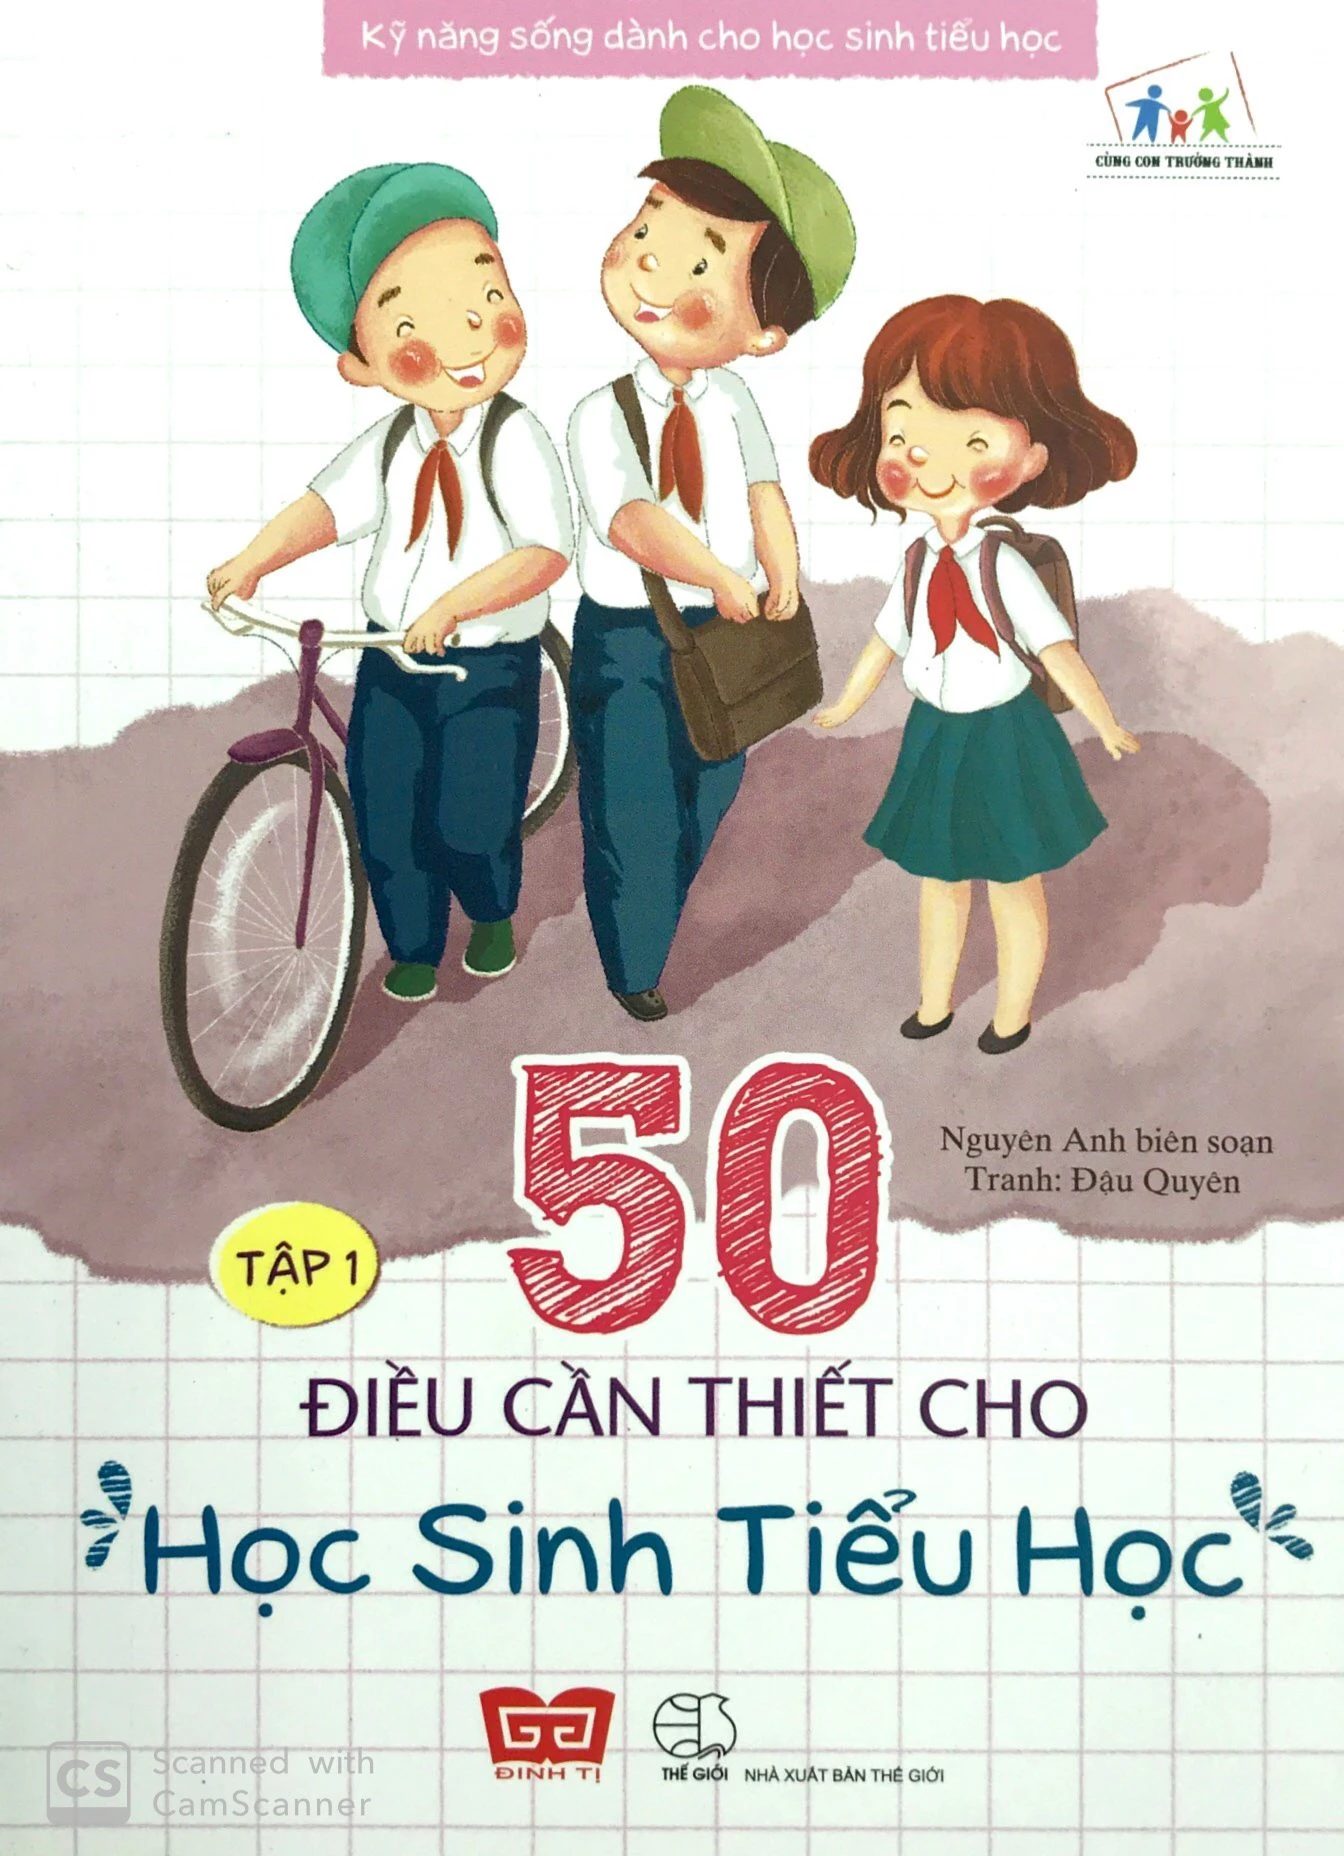 Kỹ năng sống dành cho học sinh tiểu học
CÙNG CON TRƯỞNG THÀNH
Nguyên Anh biên soạn
Tranh: Đậu Quyên
TẬP 1
50
ĐIỀU CẦN THIẾT CHO
Học Sinh Tiểu Học
ĐINH TỊ
THẾ GIỚI NHÀ XUẤT BẢN THẾ GIỚI
CS Scanned with
CamScanner